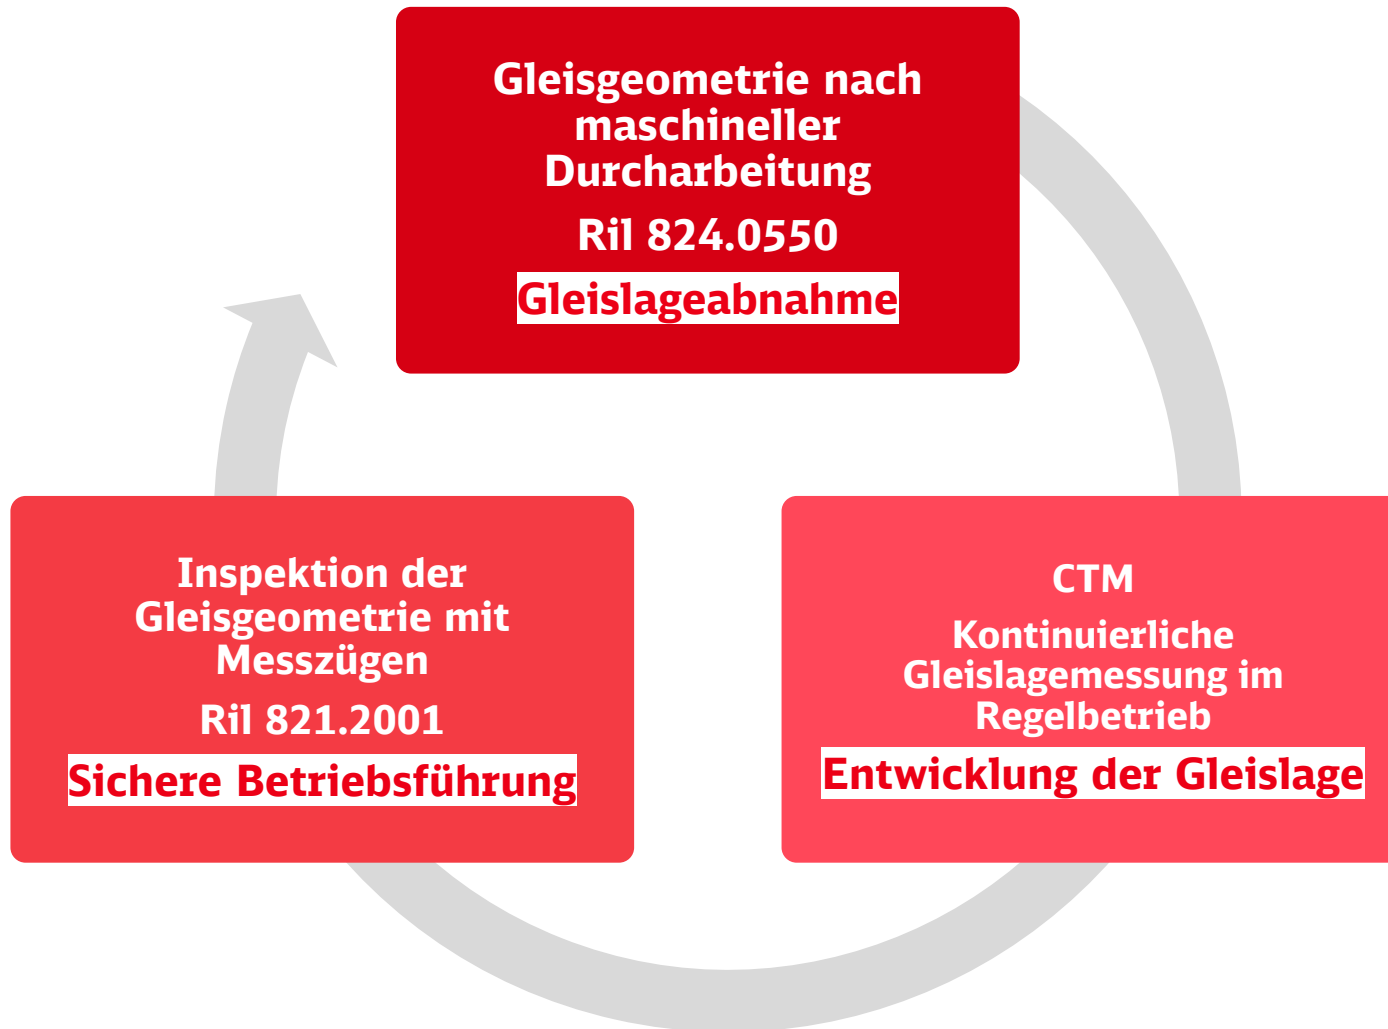 Gleisgeometrie nach
maschineller
Durcharbeitung
Ril 824.0550
Gleislageabnahme
Inspektion der
Gleisgeometrie mit
Messzügen
Ril 821.2001
Sichere Betriebsführung
CTM
Kontinuierliche
Gleislagemessung im
Regelbetrieb
Entwicklung der Gleislage